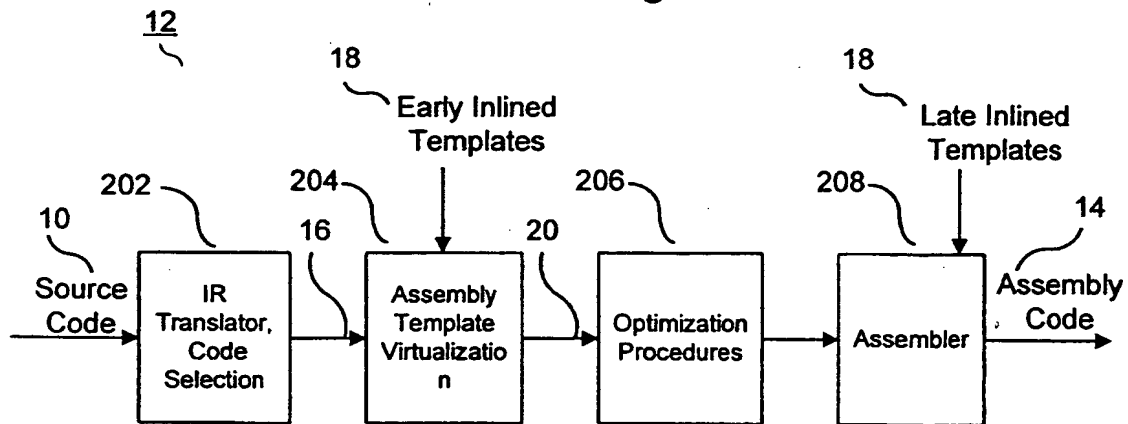 12
18
Early Inlined
Templates
18
Late Inlined
Templates
202
204
206
208
10
16
20
14
Source
Code
IR
Translator,
Code
Selection
Assembly
Template
Virtualizatio
n
Optimization
Procedures
Assembler
Assembly
Code